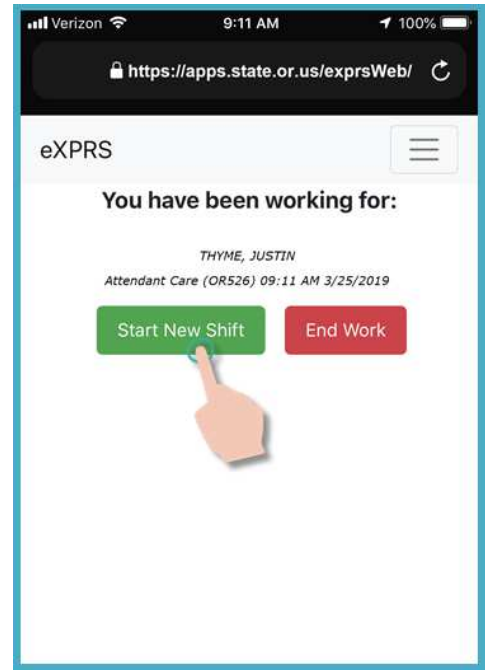 Verizon 9:11 AM 100%
https://apps.state.or.us/exprsWeb/
eXPRS
You have been working for:
THYME, JUSTIN
Attendant Care (OR526) 09:11 AM 3/25/2019
Start New Shift End Work